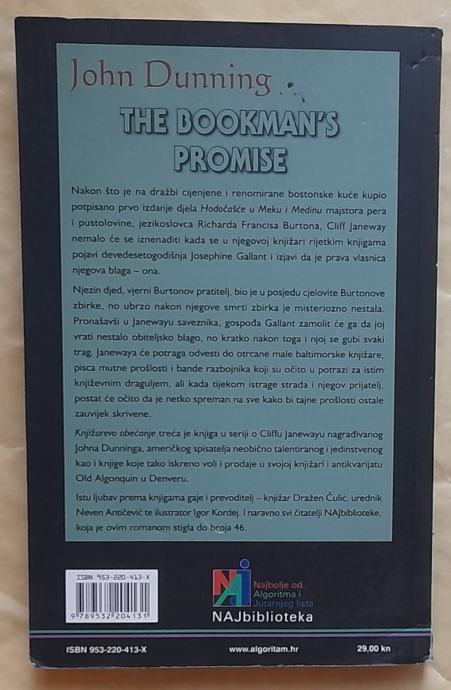 John Dunning
THE BOOKMAN'S
PROMISE
Nakon što je na dražbi cijenjene i renomirane bostonske kuće kupio
potpisano prvo izdanje djela Hodočašće u Meku i Medinu majstora pera
i pustolovine, jezikoslovca Richarda Francisa Burtona, Cliff Janeway
nemalo će se iznenaditi kada se u njegovoj knjižari rijetkim knjigama
pojavi devedesetogodišnja Josephine Gallant i izjavi da je prava vlasnica
njegova blaga – ona.
Njezin djed, vjerni Burtonov pratitelj, bio je u posjedu cjelovite Burtonove
zbirke, no ubrzo nakon njegove smrti zbirka je misteriozno nestala.
Pronašavši u Janewayu saveznika, gospođa Gallant zamolit će ga da joj
vrati nestalo obiteljsko blago, no kratko nakon toga i njoj se gubi svaki
trag. Janewaya će potraga odvesti do otrcane male baltimorske knjižare,
pisca mutne prošlosti i bande razbojnika koji su očito u potrazi za istim
književnim draguljem, ali kada tijekom istrage strada i njegov prijatelj,
postat će očito da je netko spreman na sve kako bi tajne prošlosti ostale
zauvijek skrivene.
Knjižarevo obećanje treća je knjiga u seriji o Cliffu Janewayu nagrađivanog
Johna Dunninga, američkog spisatelja neobično talentiranog i jedinstvenog
kao i knjige koje tako iskreno voli i prodaje u svojoj knjižari i antikvarijatu
Old Algonquin u Denveru.
Istu ljubav prema knjigama gaje i prevoditelj – knjižar Dražen Čulić, urednik
Neven Antičević te ilustrator Igor Kordej. I naravno svi čitatelji NAJbiblioteke,
koja je ovim romanom stigla do broja 46.
ISBN 953-220-413-X
9 789532 204131
NAJ
Najbolje od
Algoritma i
Jutarnjeg lista
NAJbiblioteka
ISBN 953-220-413-X
www.algoritam.hr
29,00 kn